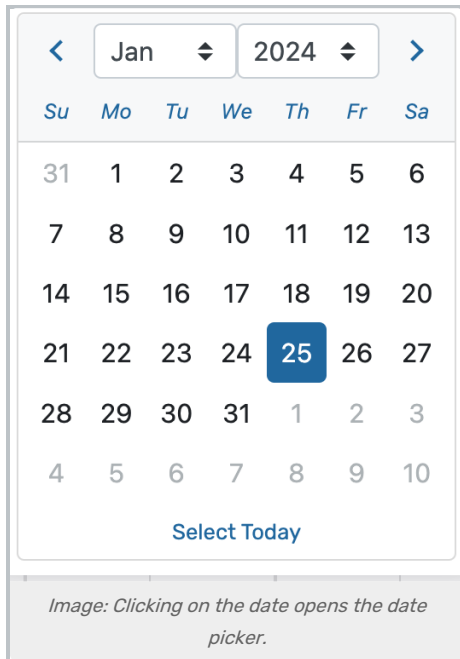 Jan 2024
Su Mo Tu We Th Fr Sa
31 1 2 3 4 5 6
7 8 9 10 11 12 13
14 15 16 17 18 19 20
21 22 23 24 25 26 27
28 29 30 31 1 2 3
4 5 6 7 8 9 10
Select Today
Image: Clicking on the date opens the date
picker.